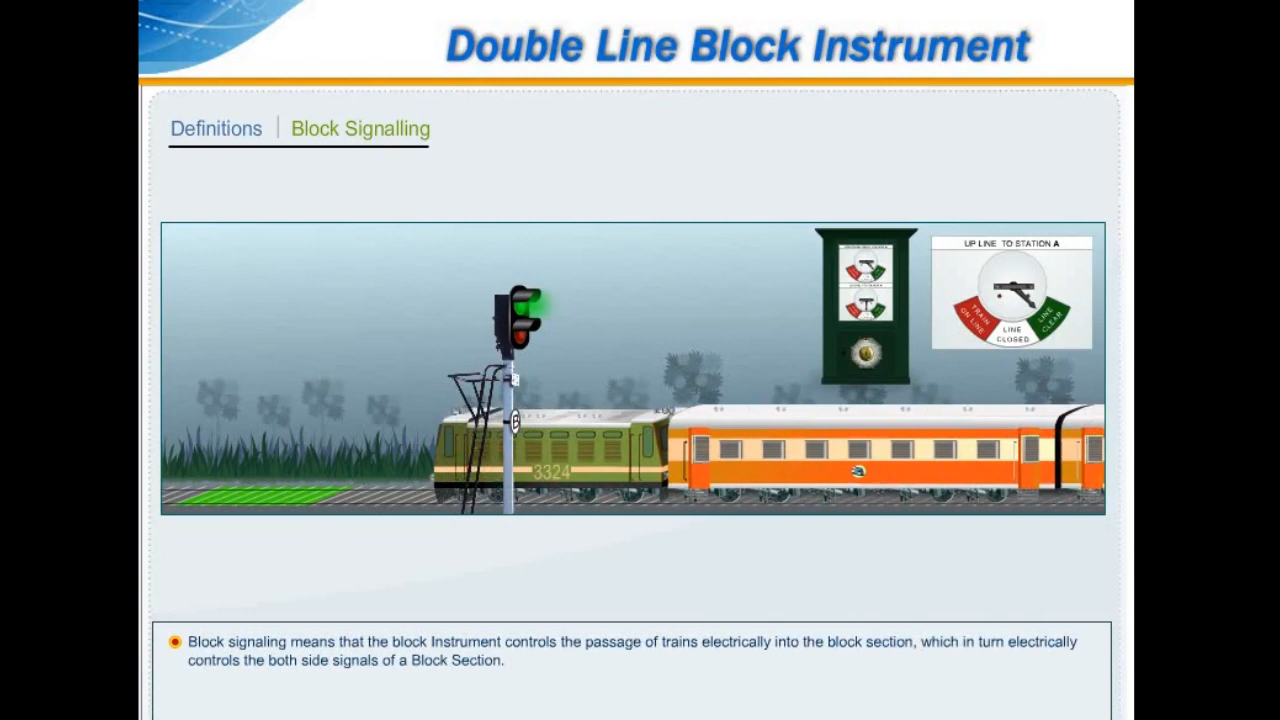 Double Line Block Instrument
Definitions | Block Signalling
UP LINE TO STATION A
TRAIN ON LINE
LINE CLOSED
LINE CLEAR
B
3324
Block signaling means that the block Instrument controls the passage of trains electrically into the block section, which in turn electrically
controls the both side signals of a Block Section.